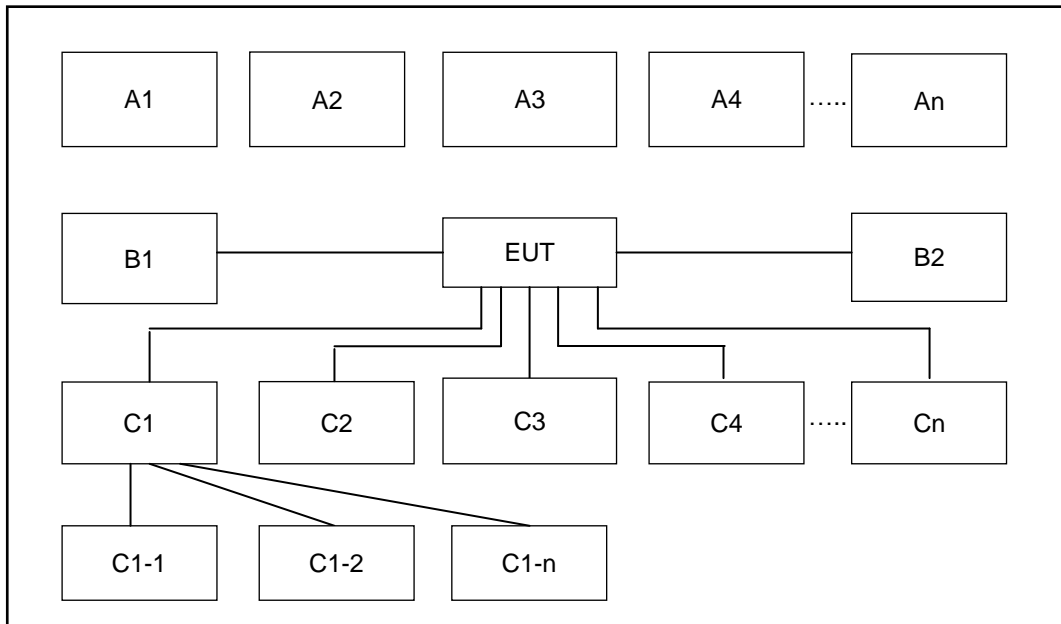 A1 A2 A3 A4 ..... An
B1 EUT B2
C1 C2 C3 C4 ..... Cn
C1-1 C1-2 C1-n